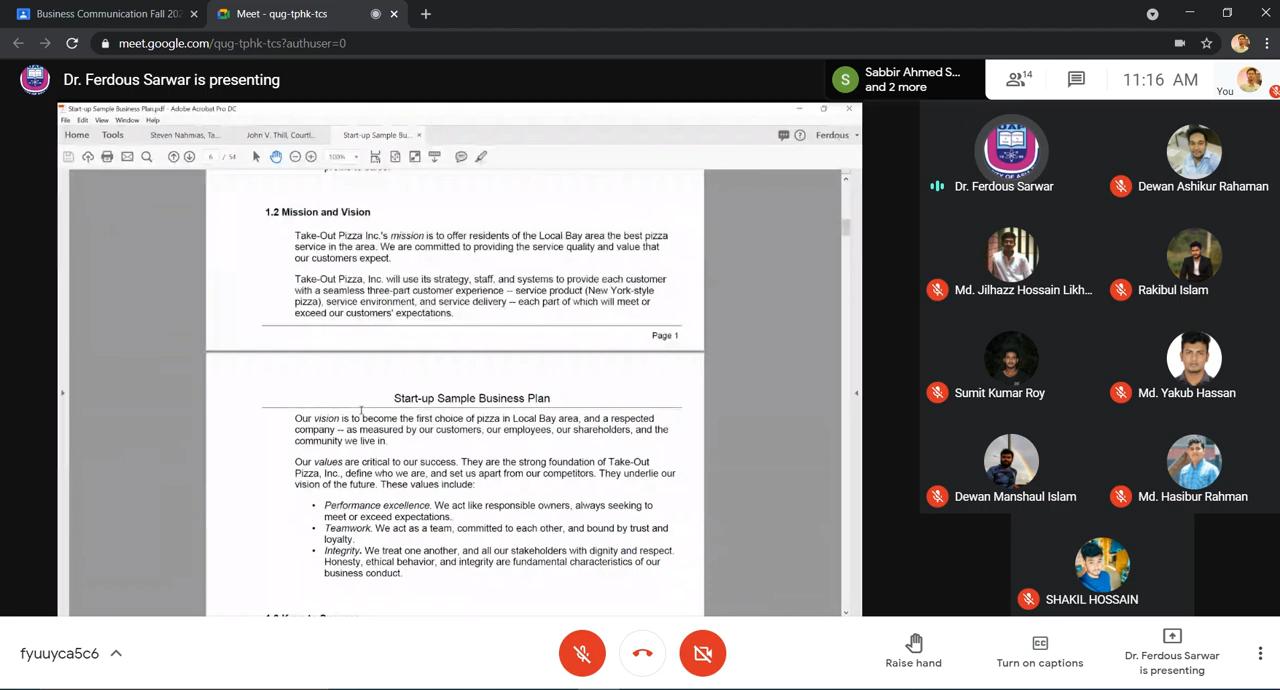 Business Communication Fall 202
Meet - qug-tphk-tcs
meet.google.com/qug-tphk-tcs?authuser=0
Dr. Ferdous Sarwar is presenting
S
Sabbir Ahmed S...
and 2 more
14
11:16 AM
You
Start-up Sample Business Plan.pdf - Adobe Acrobat Pro DC
File Edit View Window Help
Home Tools Steven Nahmias, Ta... John V. Thill, Courtl... Start-up Sample Bu... Ferdous
6 / 54 100%
1.2 Mission and Vision
Take-Out Pizza Inc.'s mission is to offer residents of the Local Bay area the best pizza
service in the area. We are committed to providing the service quality and value that
our customers expect.
Take-Out Pizza, Inc. will use its strategy, staff, and systems to provide each customer
with a seamless three-part customer experience -- service product (New York-style
pizza), service environment, and service delivery -- each part of which will meet or
exceed our customers' expectations.
Page 1
Start-up Sample Business Plan
Our vision is to become the first choice of pizza in Local Bay area, and a respected
company -- as measured by our customers, our employees, our shareholders, and the
community we live in.
Our values are critical to our success. They are the strong foundation of Take-Out
Pizza, Inc., define who we are, and set us apart from our competitors. They underlie our
vision of the future. These values include:
• Performance excellence. We act like responsible owners, always seeking to
meet or exceed expectations.
• Teamwork. We act as a team, committed to each other, and bound by trust and
loyalty.
• Integrity. We treat one another, and all our stakeholders with dignity and respect.
Honesty, ethical behavior, and integrity are fundamental characteristics of our
business conduct.
Dr. Ferdous Sarwar
Dewan Ashikur Rahaman
Md. Jilhazz Hossain Likh...
Rakibul Islam
Sumit Kumar Roy
Md. Yakub Hassan
Dewan Manshaul Islam
Md. Hasibur Rahman
SHAKIL HOSSAIN
fyuuyca5c6
Raise hand
Turn on captions
Dr. Ferdous Sarwar
is presenting